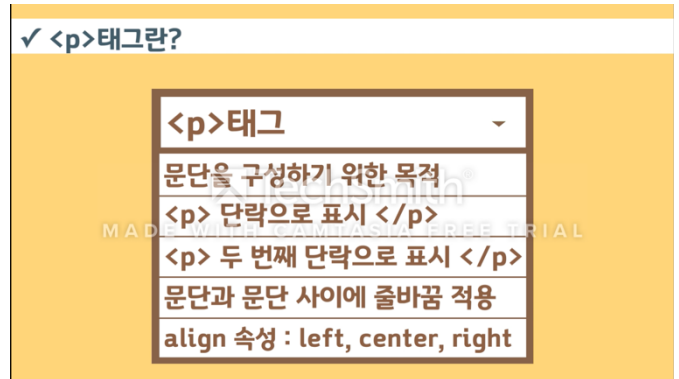 ✓ <p>태그란?
<p>태그
문단을 구성하기 위한 목적
TechSmith
<p> 단락으로 표시 </p>
MADE WITH CAMTASIA FREE TRIAL
<p> 두 번째 단락으로 표시 </p>
문단과 문단 사이에 줄바꿈 적용
align 속성 : left, center, right